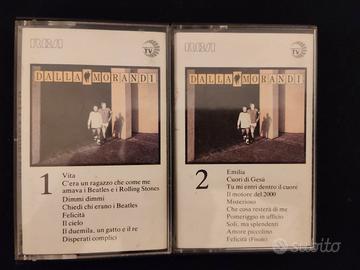 RCA
TV
DALLA MORANDI
1
Vita
C'era un ragazzo che come me
amava i Beatles e i Rolling Stones
Dimmi dimmi
Chiedi chi erano i Beatles
Felicità
Il cielo
Il duemila, un gatto e il re
Disperati complici
RCA
TV
DALLA MORANDI
2
Emilia
Cuori di Gesù
Tu mi entri dentro il cuore
Il motore del 2000
Misterioso
Che cosa resterà di me
Pomeriggio in ufficio
Soli, ma splendenti
Amore piccolino
Felicità (Finale)
subito